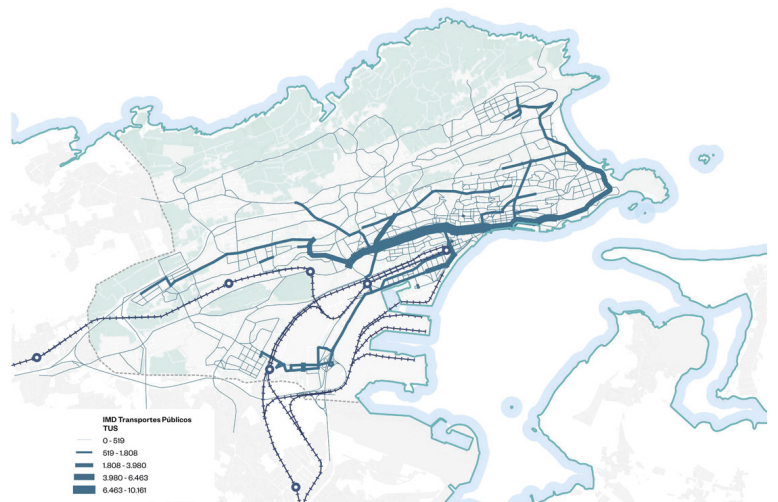 IMD Transportes Públicos
TUS
0 - 519
519 - 1.808
1.808 - 3.980
3.980 - 6.463
6.463 - 10.161